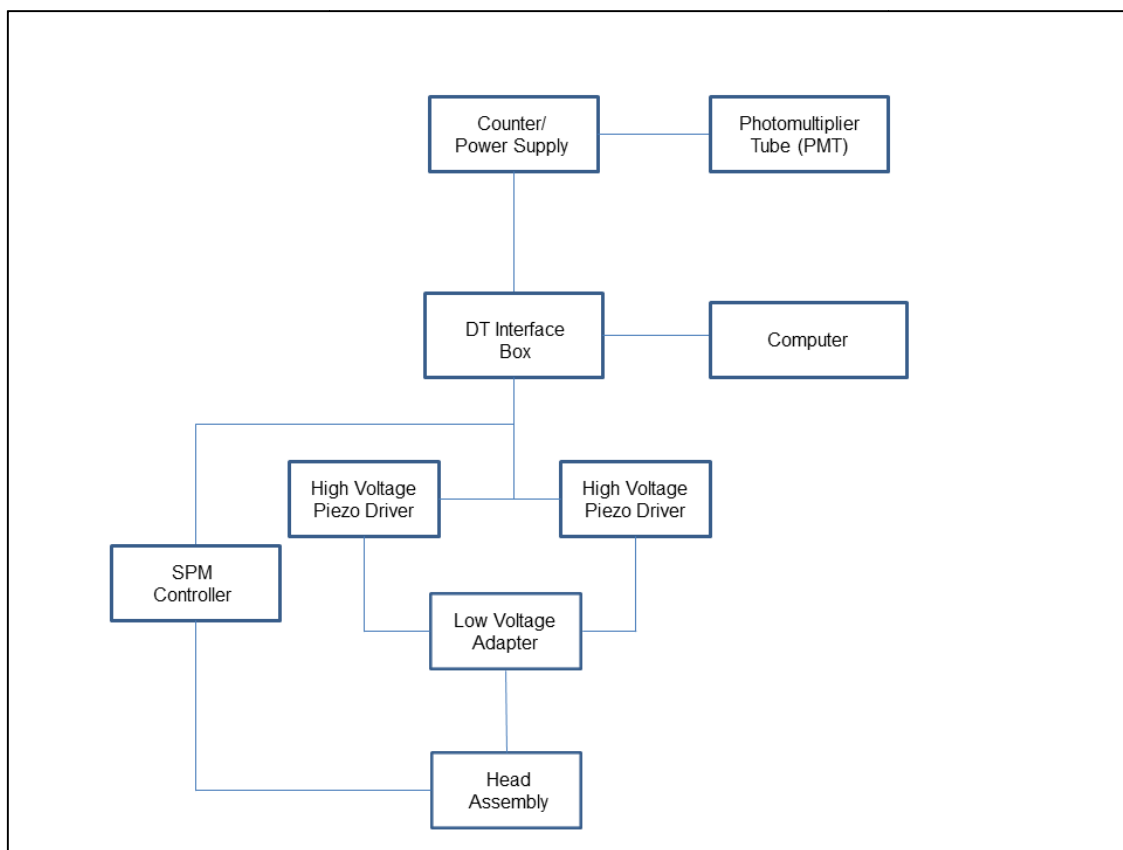 Counter/
Power Supply
Photomultiplier
Tube (PMT)
DT Interface
Box
Computer
High Voltage
Piezo Driver
High Voltage
Piezo Driver
SPM
Controller
Low Voltage
Adapter
Head
Assembly